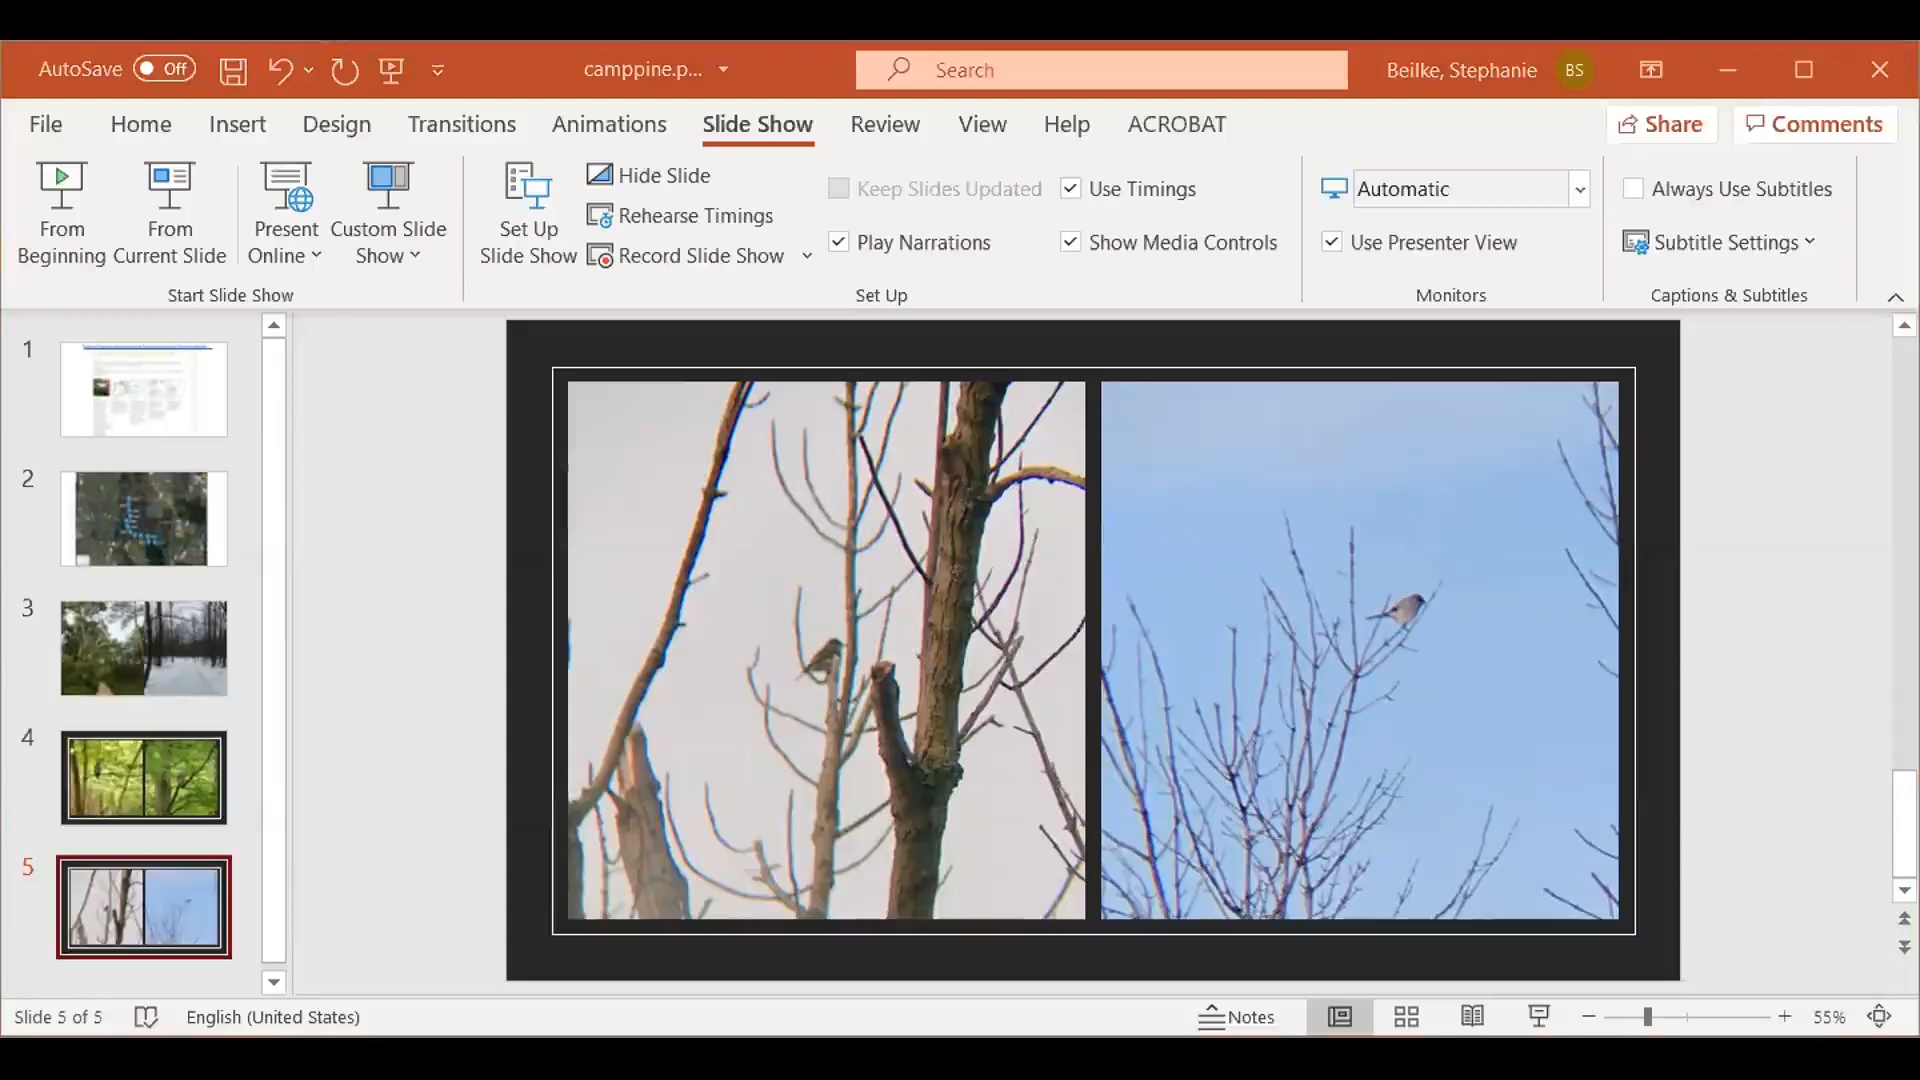 AutoSave Off camppine.p... Search Beilke, Stephanie BS
File Home Insert Design Transitions Animations Slide Show Review View Help ACROBAT Share Comments
From Beginning
From Current Slide
Present Online
Custom Slide Show
Start Slide Show
Set Up Slide Show
Hide Slide
Rehearse Timings
Record Slide Show
Keep Slides Updated
Play Narrations
Use Timings
Show Media Controls
Set Up
Automatic
Use Presenter View
Monitors
Always Use Subtitles
Subtitle Settings
Captions & Subtitles
1
2
3
4
5
Slide 5 of 5 English (United States) Notes 55%